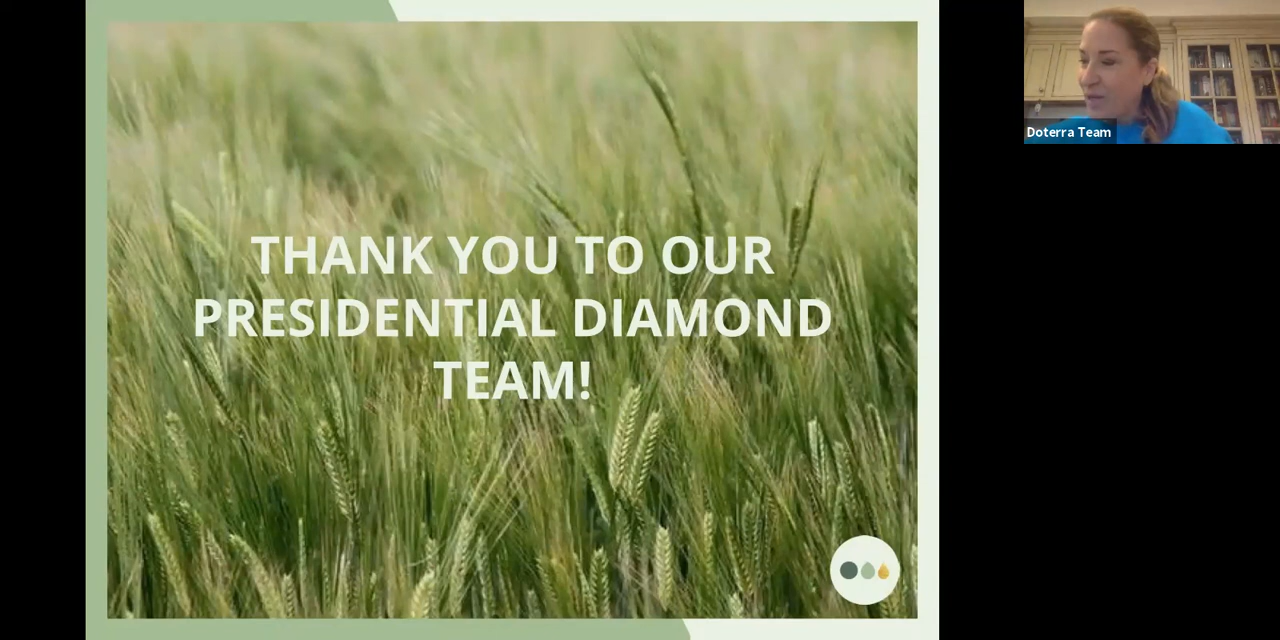 THANK YOU TO OUR
PRESIDENTIAL DIAMOND
TEAM!
Doterra Team